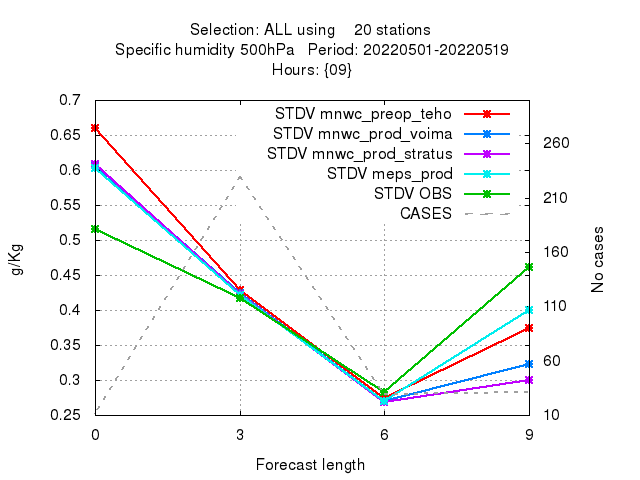 Selection: ALL using 20 stations
Specific humidity 500hPa Period: 20220501-20220519
Hours: {09}
0.7
0.65
0.6
0.55
0.5
0.45
0.4
0.35
0.3
0.25
g/Kg
STDV mnwc_preop_teho
STDV mnwc_prod_voima
STDV mnwc_prod_stratus
STDV meps_prod
STDV OBS
CASES
260
210
160
110
60
10
No cases
0 3 6 9
Forecast length